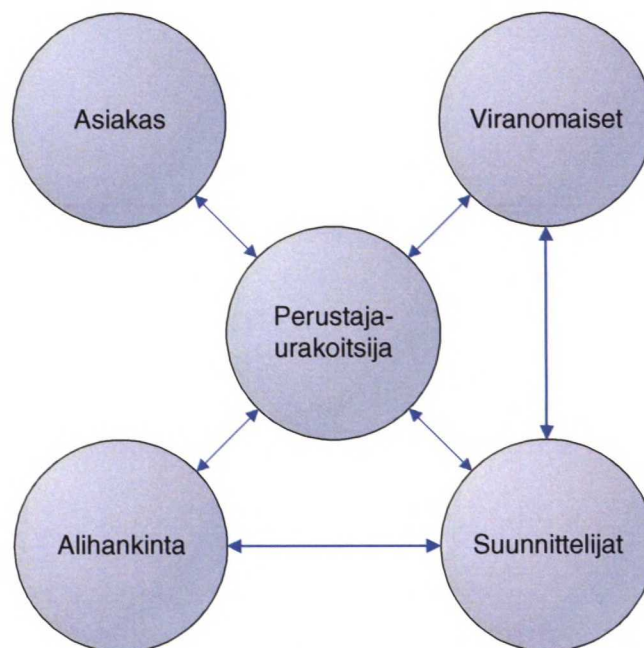 Asiakas
Viranomaiset
Perustaja-
urakoitsija
Alihankinta
Suunnittelijat